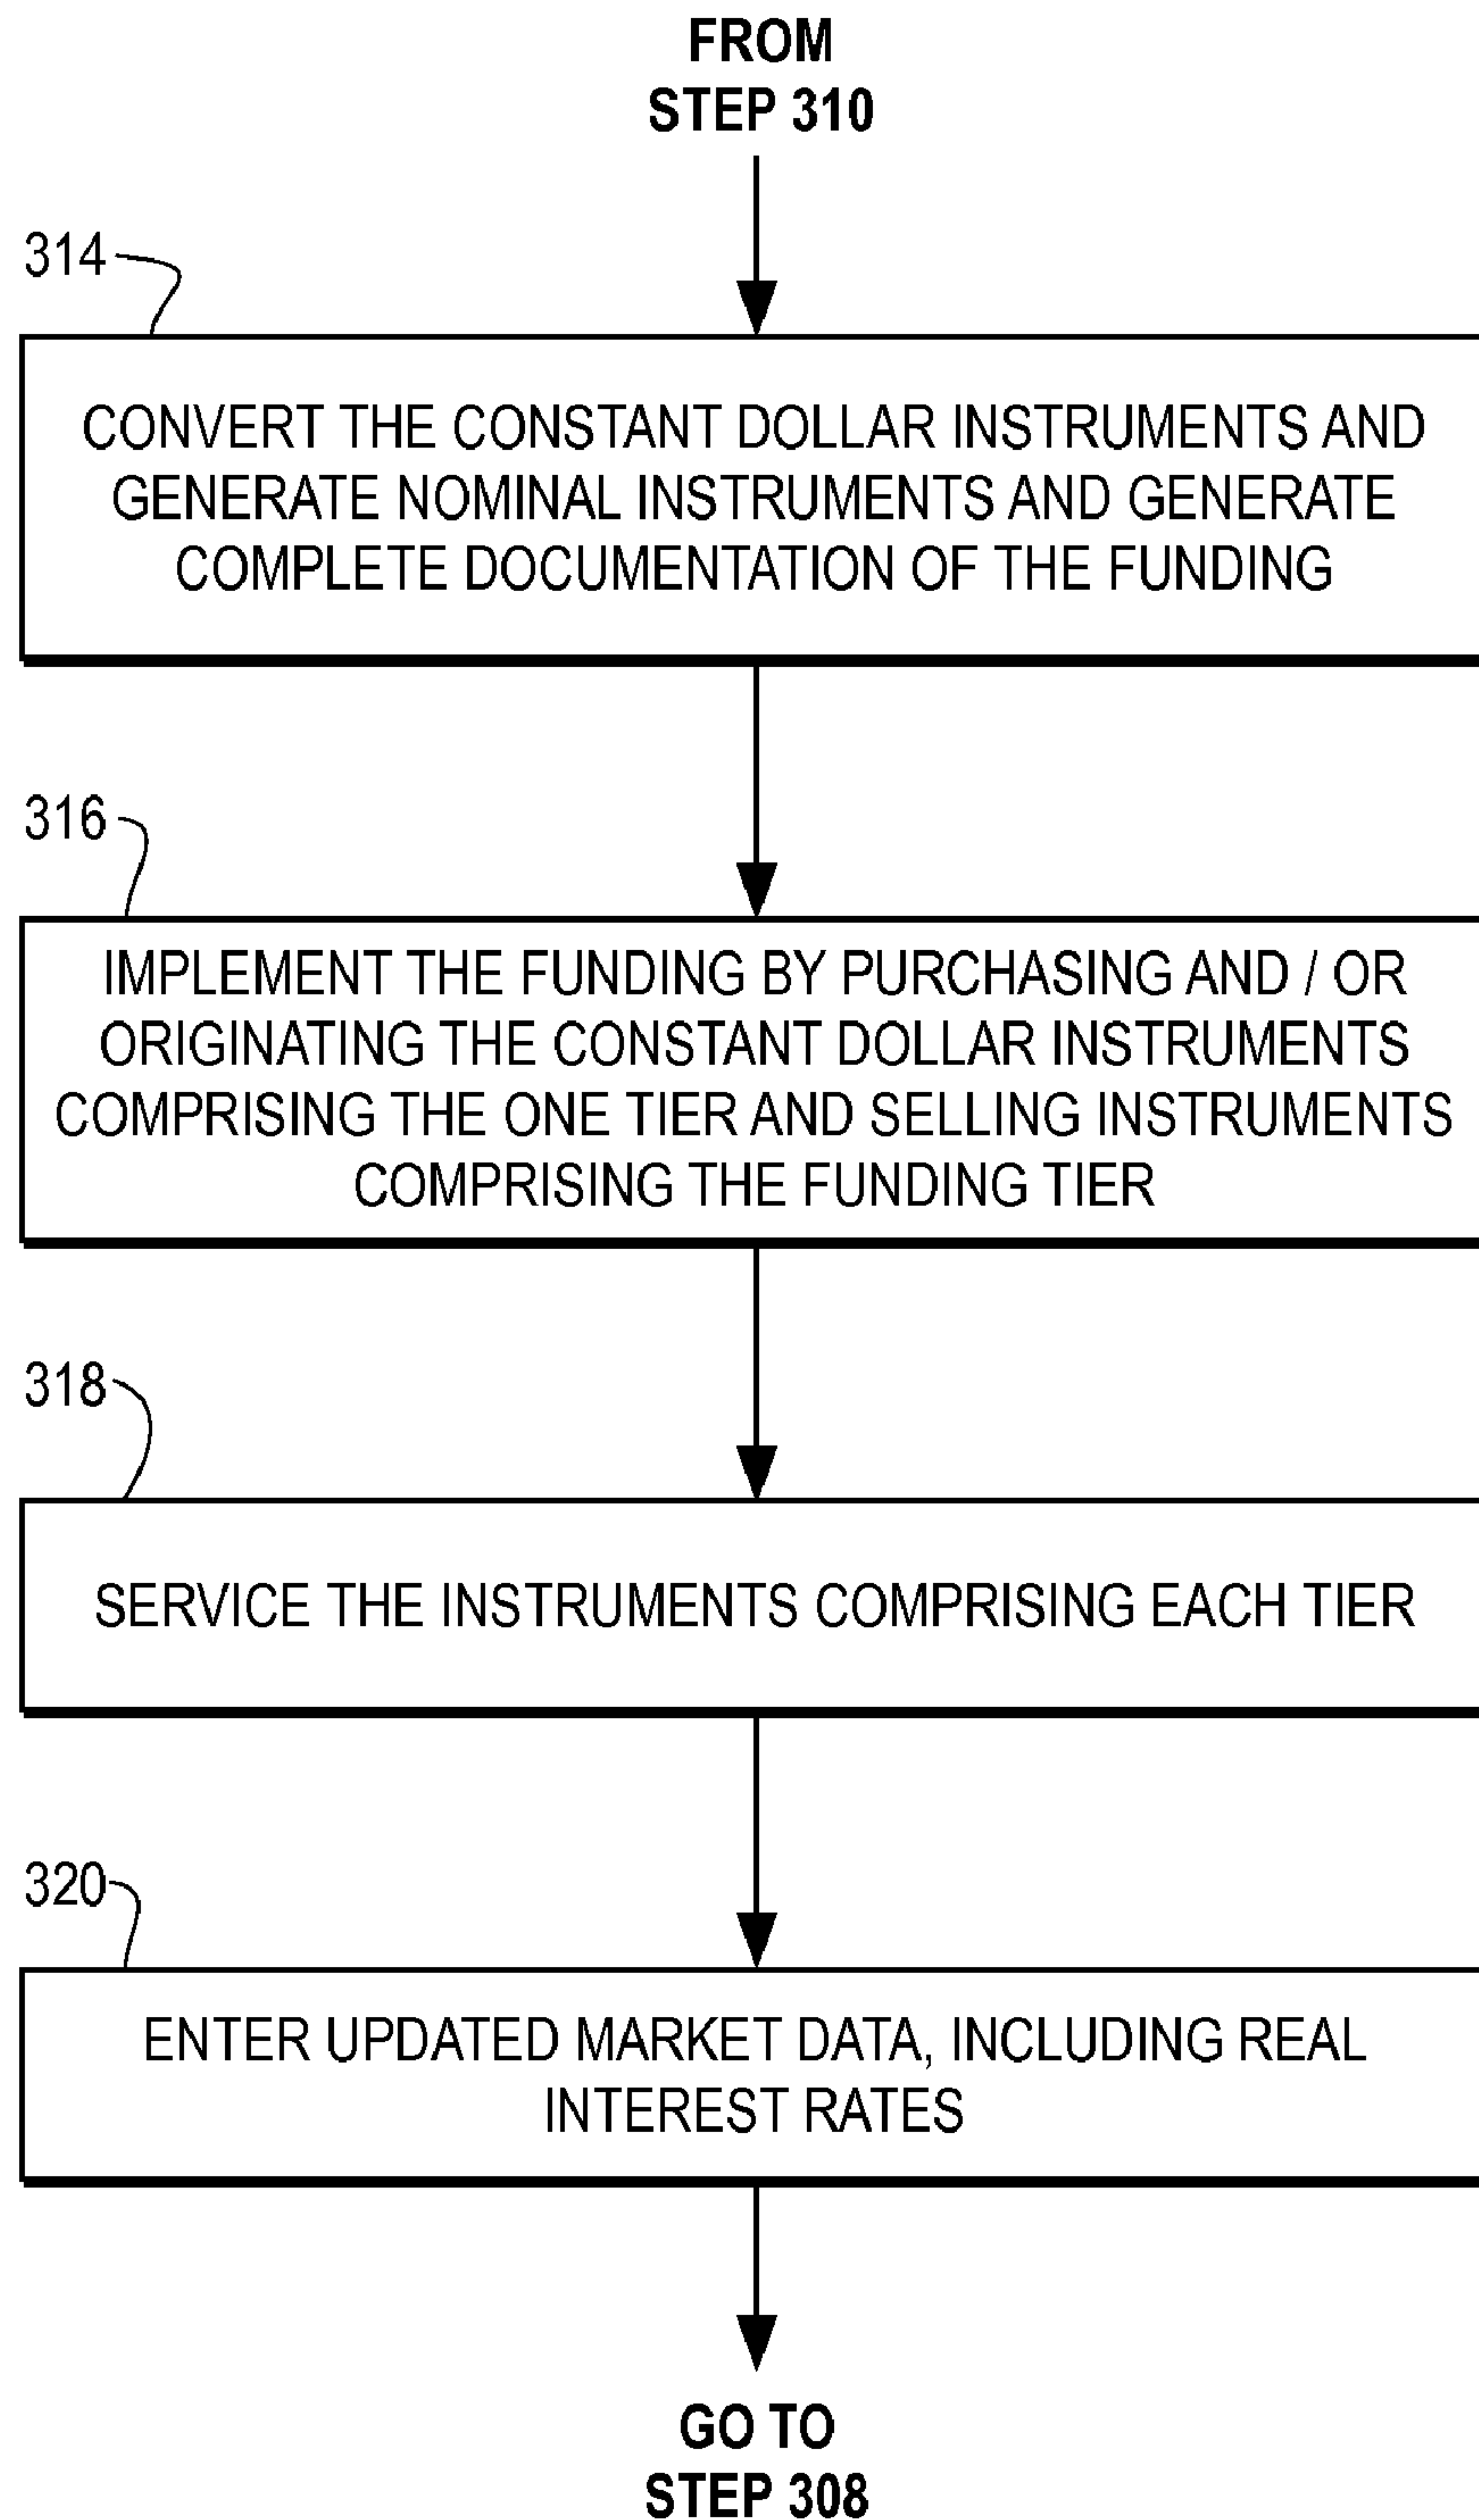 FROM
STEP 310
314
CONVERT THE CONSTANT DOLLAR INSTRUMENTS AND
GENERATE NOMINAL INSTRUMENTS AND GENERATE
COMPLETE DOCUMENTATION OF THE FUNDING
316
IMPLEMENT THE FUNDING BY PURCHASING AND / OR
ORIGINATING THE CONSTANT DOLLAR INSTRUMENTS
COMPRISING THE ONE TIER AND SELLING INSTRUMENTS
COMPRISING THE FUNDING TIER
318
SERVICE THE INSTRUMENTS COMPRISING EACH TIER
320
ENTER UPDATED MARKET DATA, INCLUDING REAL
INTEREST RATES
GO TO
STEP 308